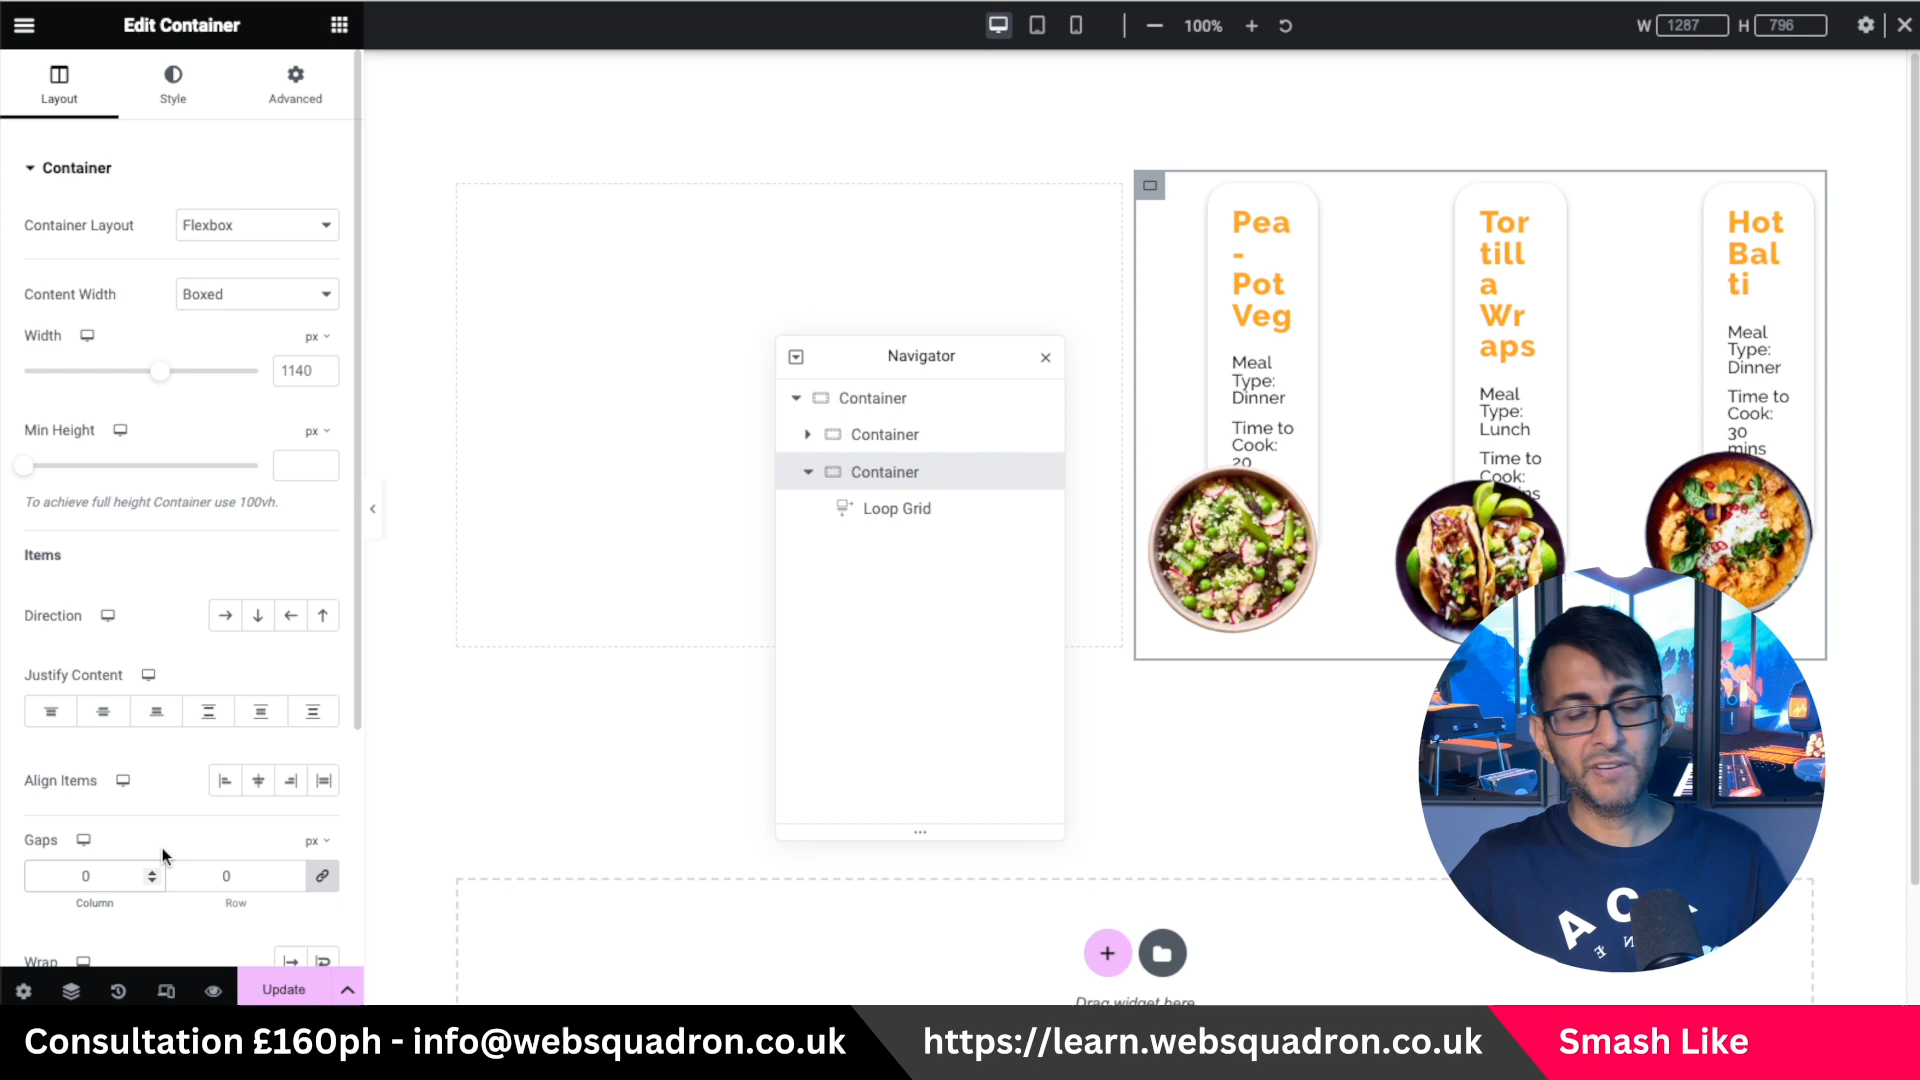 Edit Container
100%
W 1287 H 796
Layout
Style
Advanced
Container
Container Layout
Flexbox
Content Width
Boxed
Width
px
1140
Min Height
px
To achieve full height Container use 100vh.
Items
Direction
Justify Content
Align Items
Gaps
px
0
0
Column
Row
Wrap
Update
Navigator
Container
Container
Container
Loop Grid
Pea
-
Pot
Veg
Meal
Type:
Dinner
Time to
Cook:
20
Tor
till
a
Wr
aps
Meal
Type:
Lunch
Time to
Cook:
Hot
Bal
ti
Meal
Type:
Dinner
Time to
Cook:
30
mins
Drag widget here
Consultation £160ph - info@websquadron.co.uk
https://learn.websquadron.co.uk
Smash Like